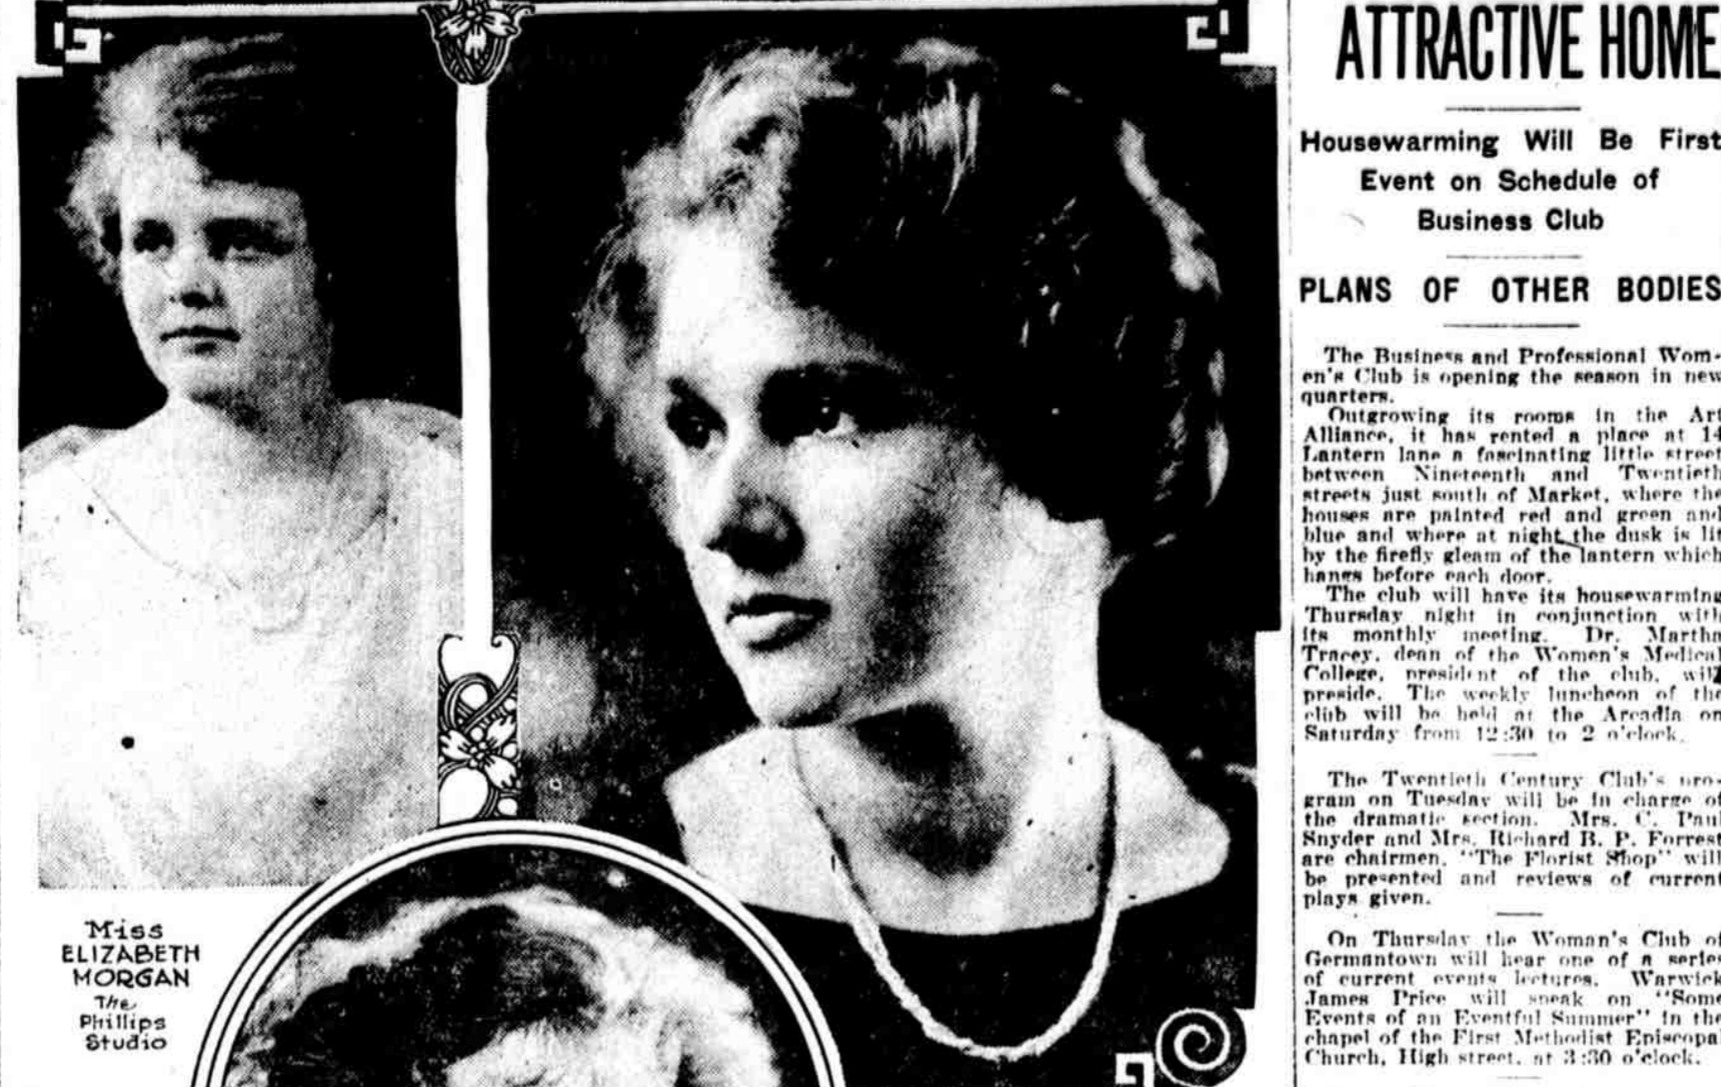 Miss
ELIZABETH
MORGAN
The
Phillips
Studio
ATTRACTIVE HOME
Housewarming Will Be First
Event on Schedule of
Business Club
PLANS OF OTHER BODIES
The Business and Professional Wom-
en's Club is opening the season in new
quarters.
Outgrowing its rooms in the Art
Alliance, it has rented a place at 14
Lantern lane a fascinating little street
between Nineteenth and Twentieth
streets just south of Market, where the
houses are painted red and green and
blue and where at night the dusk is lit
by the firefly gleam of the lantern which
hangs before each door.
The club will have its housewarming
Thursday night in conjunction with
its monthly meeting. Dr. Martha
Tracey, dean of the Women's Medical
College, president of the club, will
preside. The weekly luncheon of the
club will be held at the Arcadia on
Saturday from 12:30 to 2 o'clock.
The Twentieth Century Club's pro-
gram on Tuesday will be in charge of
the dramatic section. Mrs. C. Paul
Snyder and Mrs. Richard B. P. Forrest
are chairmen. "The Florist Shop" will
be presented and reviews of current
plays given.
On Thursday the Woman's Club of
Germantown will hear one of a series
of current events lectures. Warwick
James Price will speak on "Some
Events of an Eventful Summer" in the
chapel of the First Methodist Episcopal
Church, High street, at 3:30 o'clock.